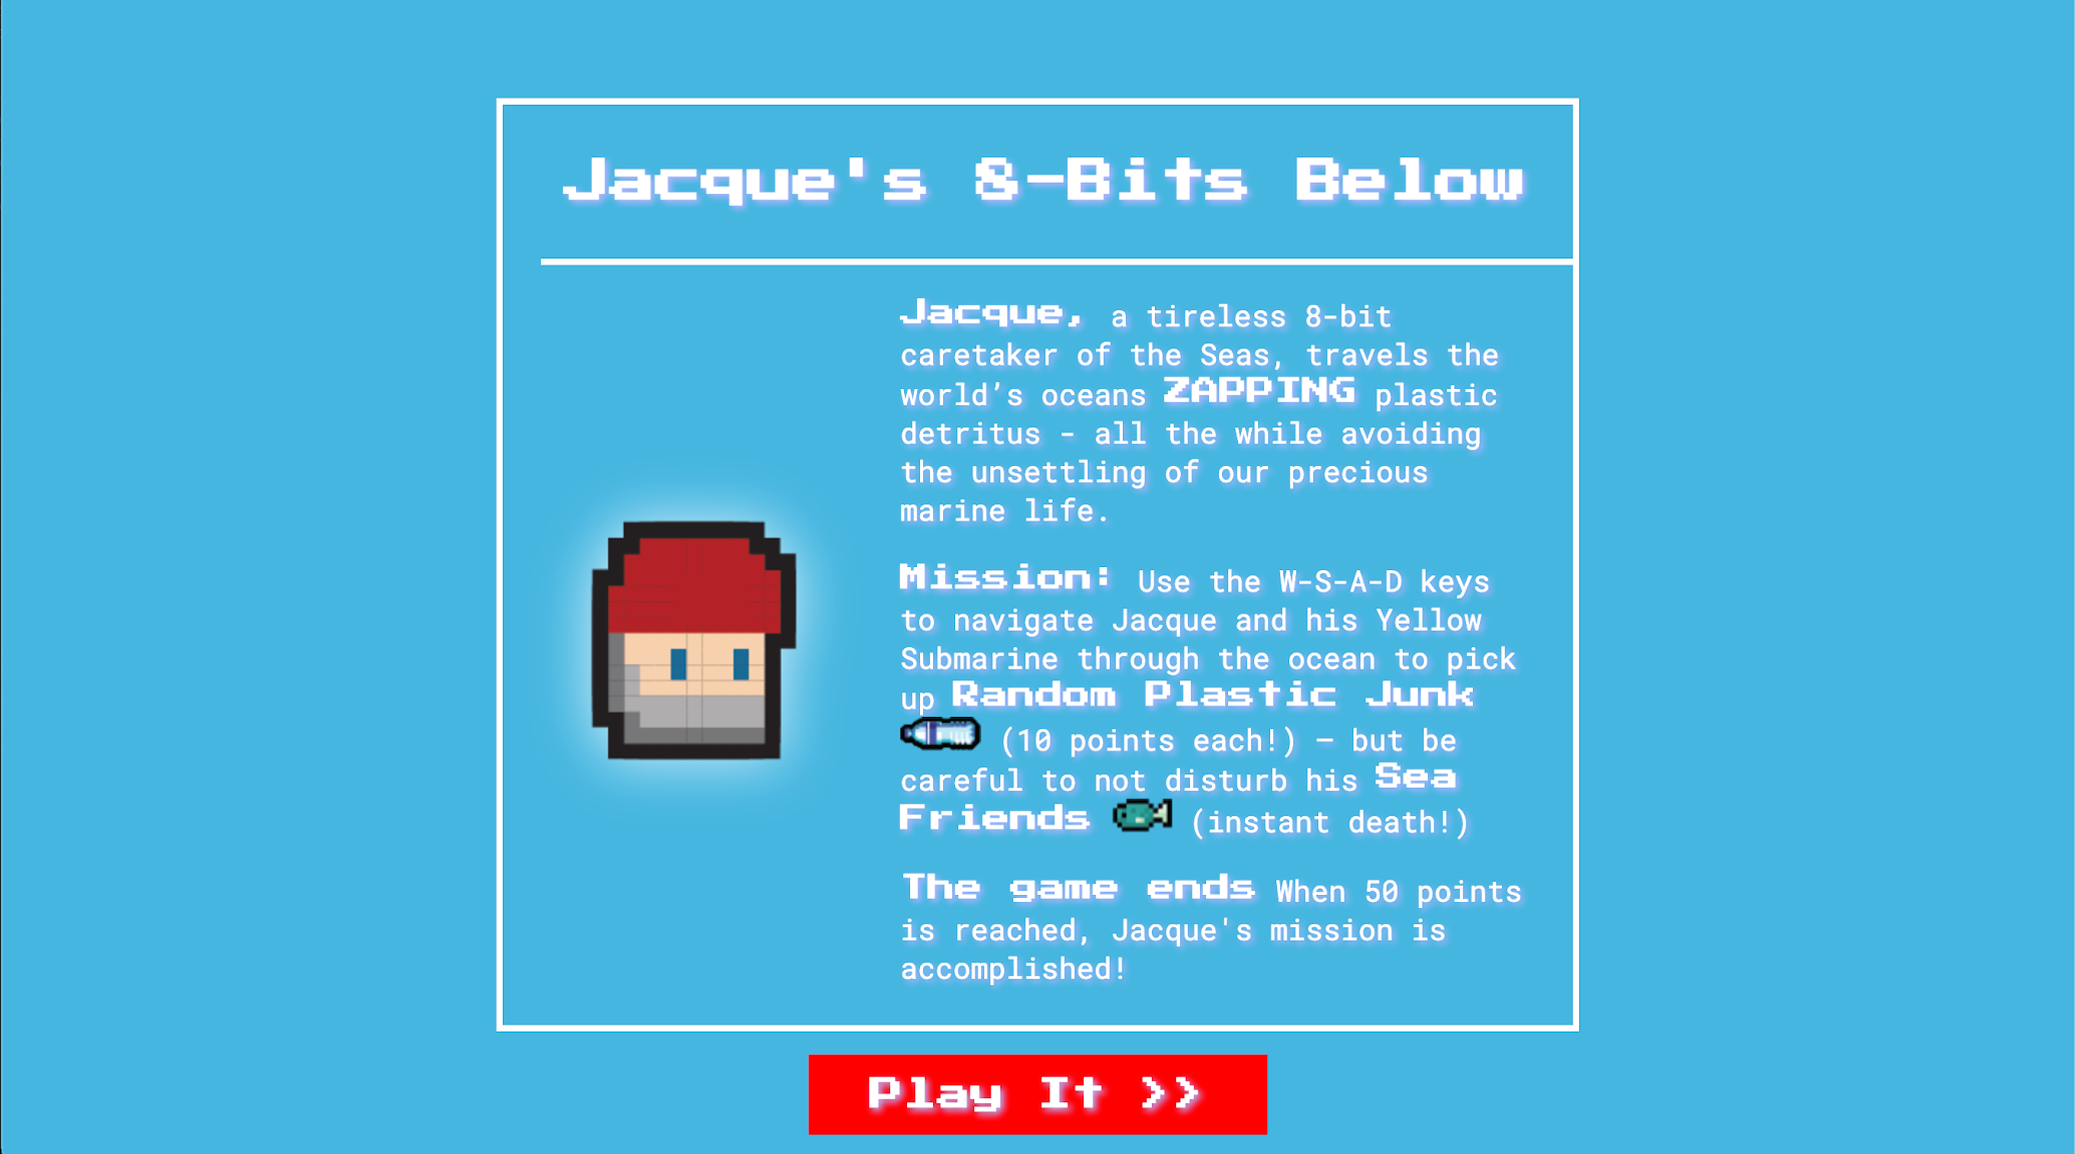 Jacque's 8-Bits Below
Jacque, a tireless 8-bit
caretaker of the Seas, travels the
world’s oceans ZAPPING plastic
detritus - all the while avoiding
the unsettling of our precious
marine life.
Mission: Use the W-S-A-D keys
to navigate Jacque and his Yellow
Submarine through the ocean to pick
up Random Plastic Junk
(10 points each!) – but be
careful to not disturb his Sea
Friends (instant death!)
The game ends When 50 points
is reached, Jacque's mission is
accomplished!
Play It >>